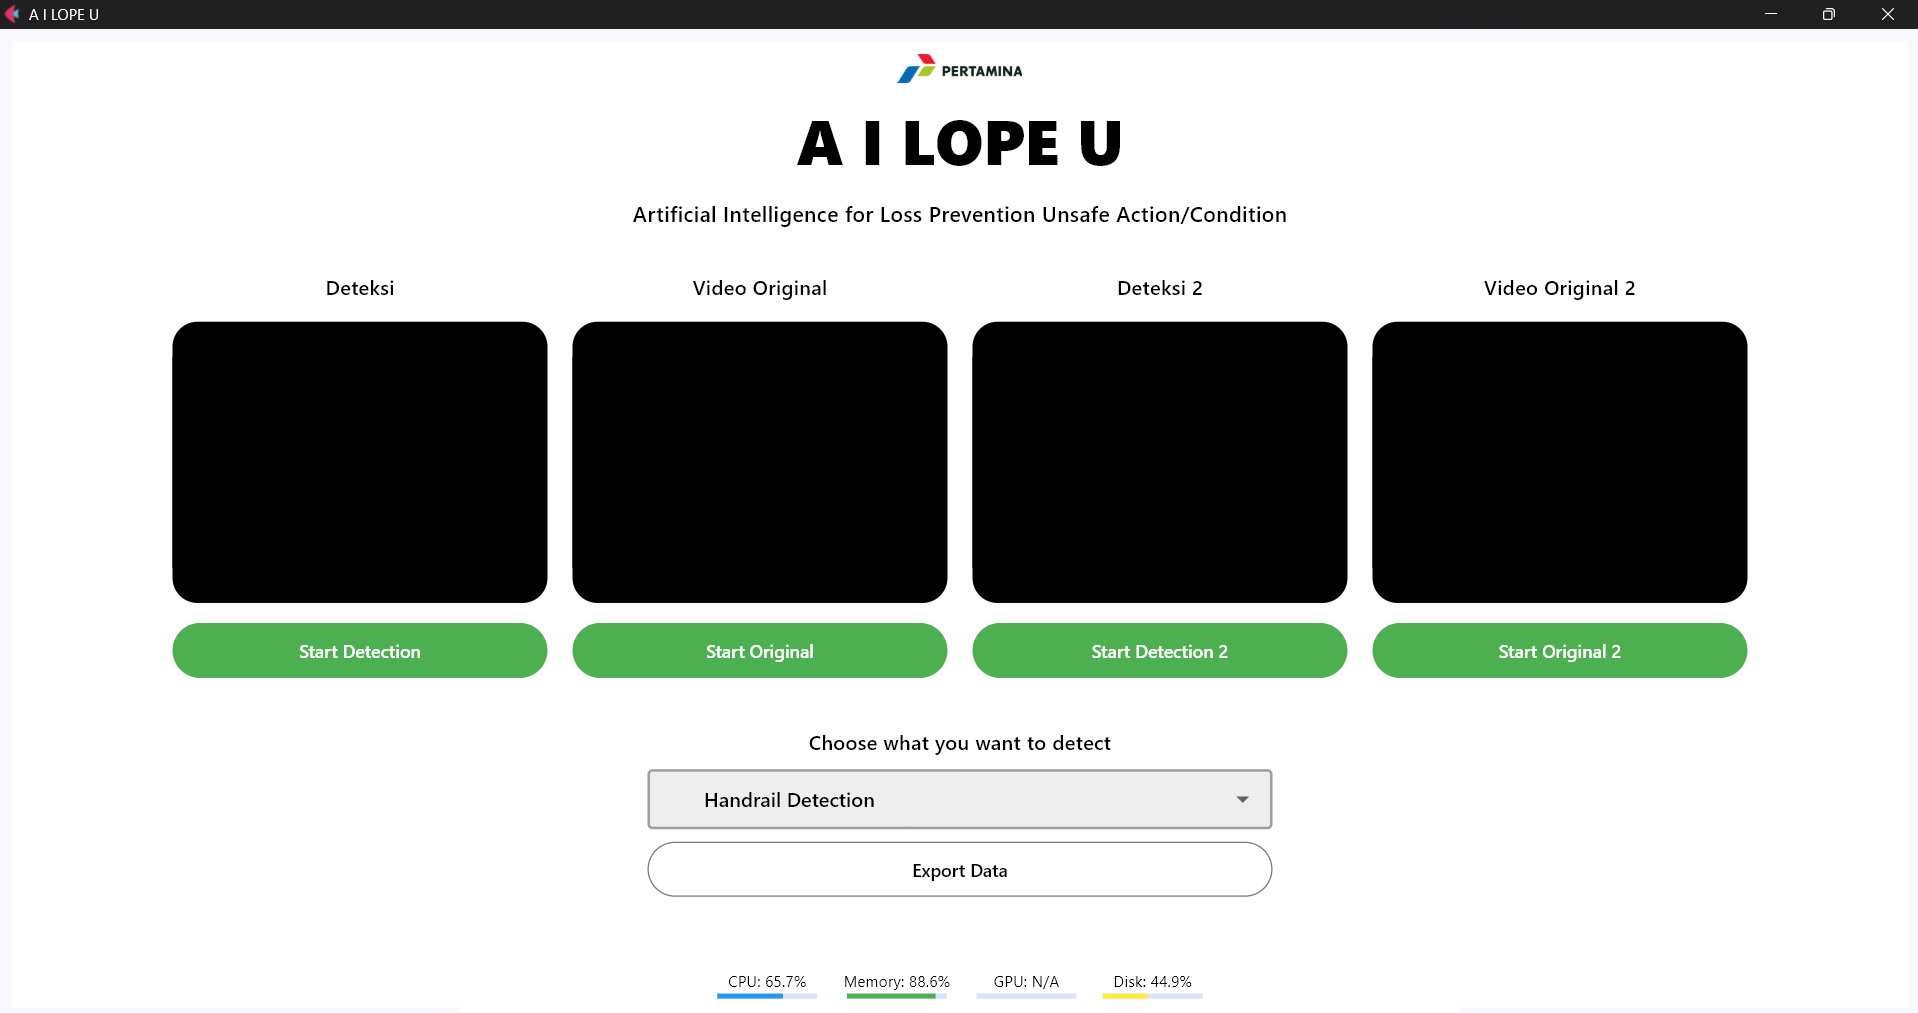 A I LOPE U
PERTAMINA
A I LOPE U
Artificial Intelligence for Loss Prevention Unsafe Action/Condition
Deteksi
Video Original
Deteksi 2
Video Original 2
Start Detection
Start Original
Start Detection 2
Start Original 2
Choose what you want to detect
Handrail Detection
Export Data
CPU: 65.7%
Memory: 88.6%
GPU: N/A
Disk: 44.9%